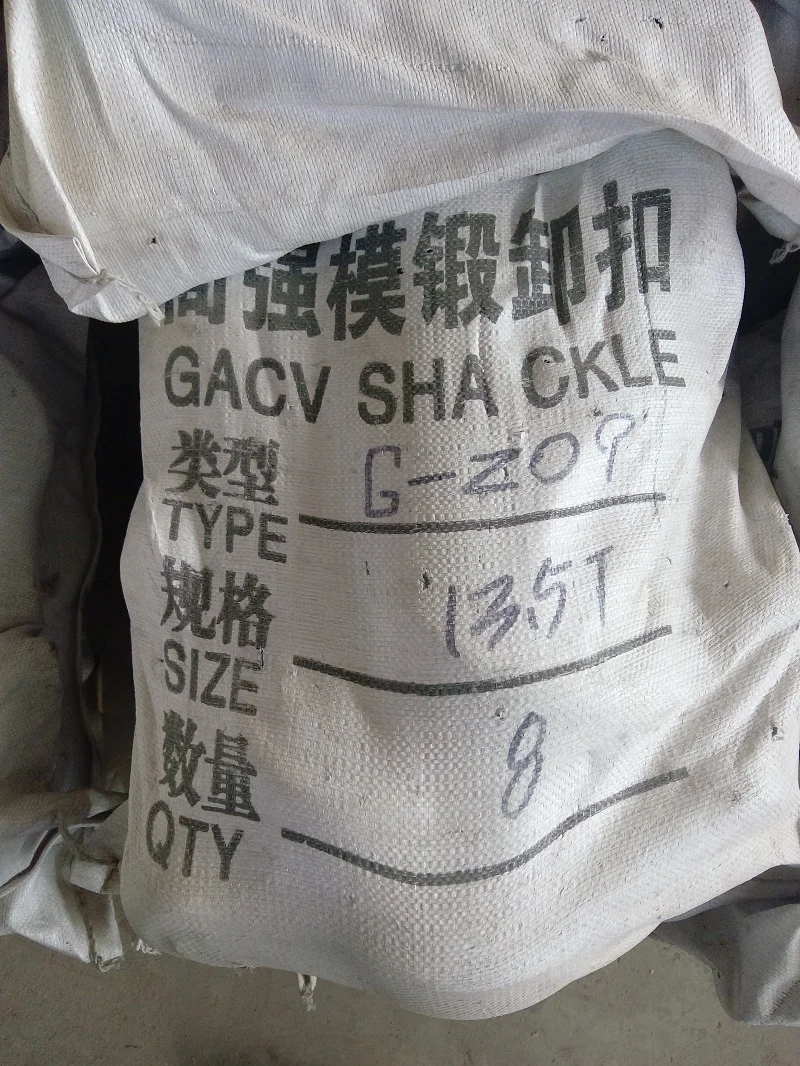 高强模锻卸扣
GACV SHA CKLE
类型 G-209
TYPE
规格 13.5T
SIZE
数量 8
QTY